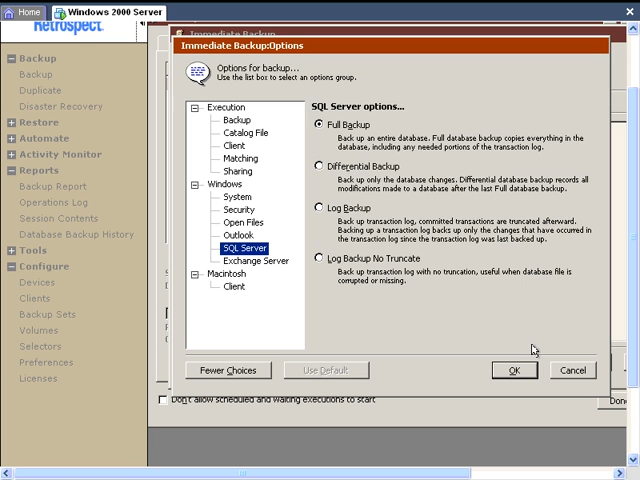 Home
Windows 2000 Server
Retrospect.
Immediate Backup
Immediate Backup:Options
Options for backup...
Use the list box to select an options group.
Backup
Backup
Duplicate
Disaster Recovery
Restore
Automate
Activity Monitor
Reports
Backup Report
Operations Log
Session Contents
Database Backup History
Tools
Configure
Devices
Clients
Backup Sets
Volumes
Selectors
Preferences
Licenses
Execution
Backup
Catalog File
Client
Matching
Sharing
Windows
System
Security
Open Files
Outlook
SQL Server
Exchange Server
Macintosh
Client
SQL Server options...
Full Backup
Back up an entire database. Full database backup copies everything in the
database, including any needed portions of the transaction log.
Differential Backup
Back up only the database changes. Differential database backup records all
modifications made to a database after the last Full database backup.
Log Backup
Back up transaction log, committed transactions are truncated afterward.
Backing up a transaction log backs up only the changes that have occurred in
the transaction log since the transaction log was last backed up.
Log Backup No Truncate
Back up transaction log with no truncation, useful when database file is
corrupted or missing.
Fewer Choices
Use Default
OK
Cancel
Don't allow scheduled and waiting executions to start
Done